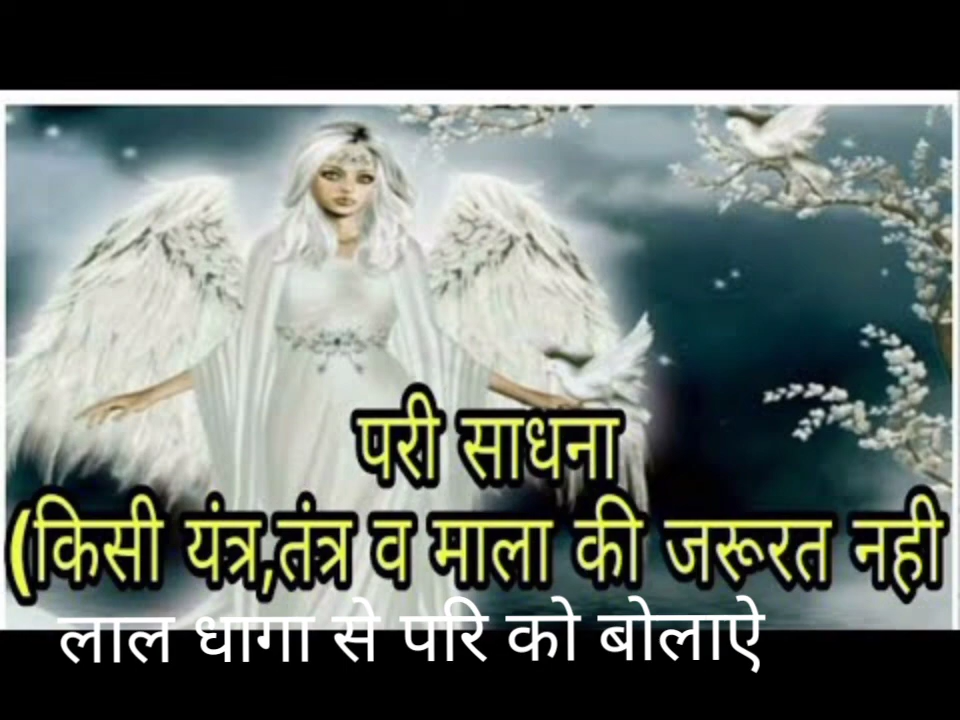 परी साधना
(किसी यंत्र,तंत्र व माला की जरूरत नही
लाल धागा से परि को बोलाऐ